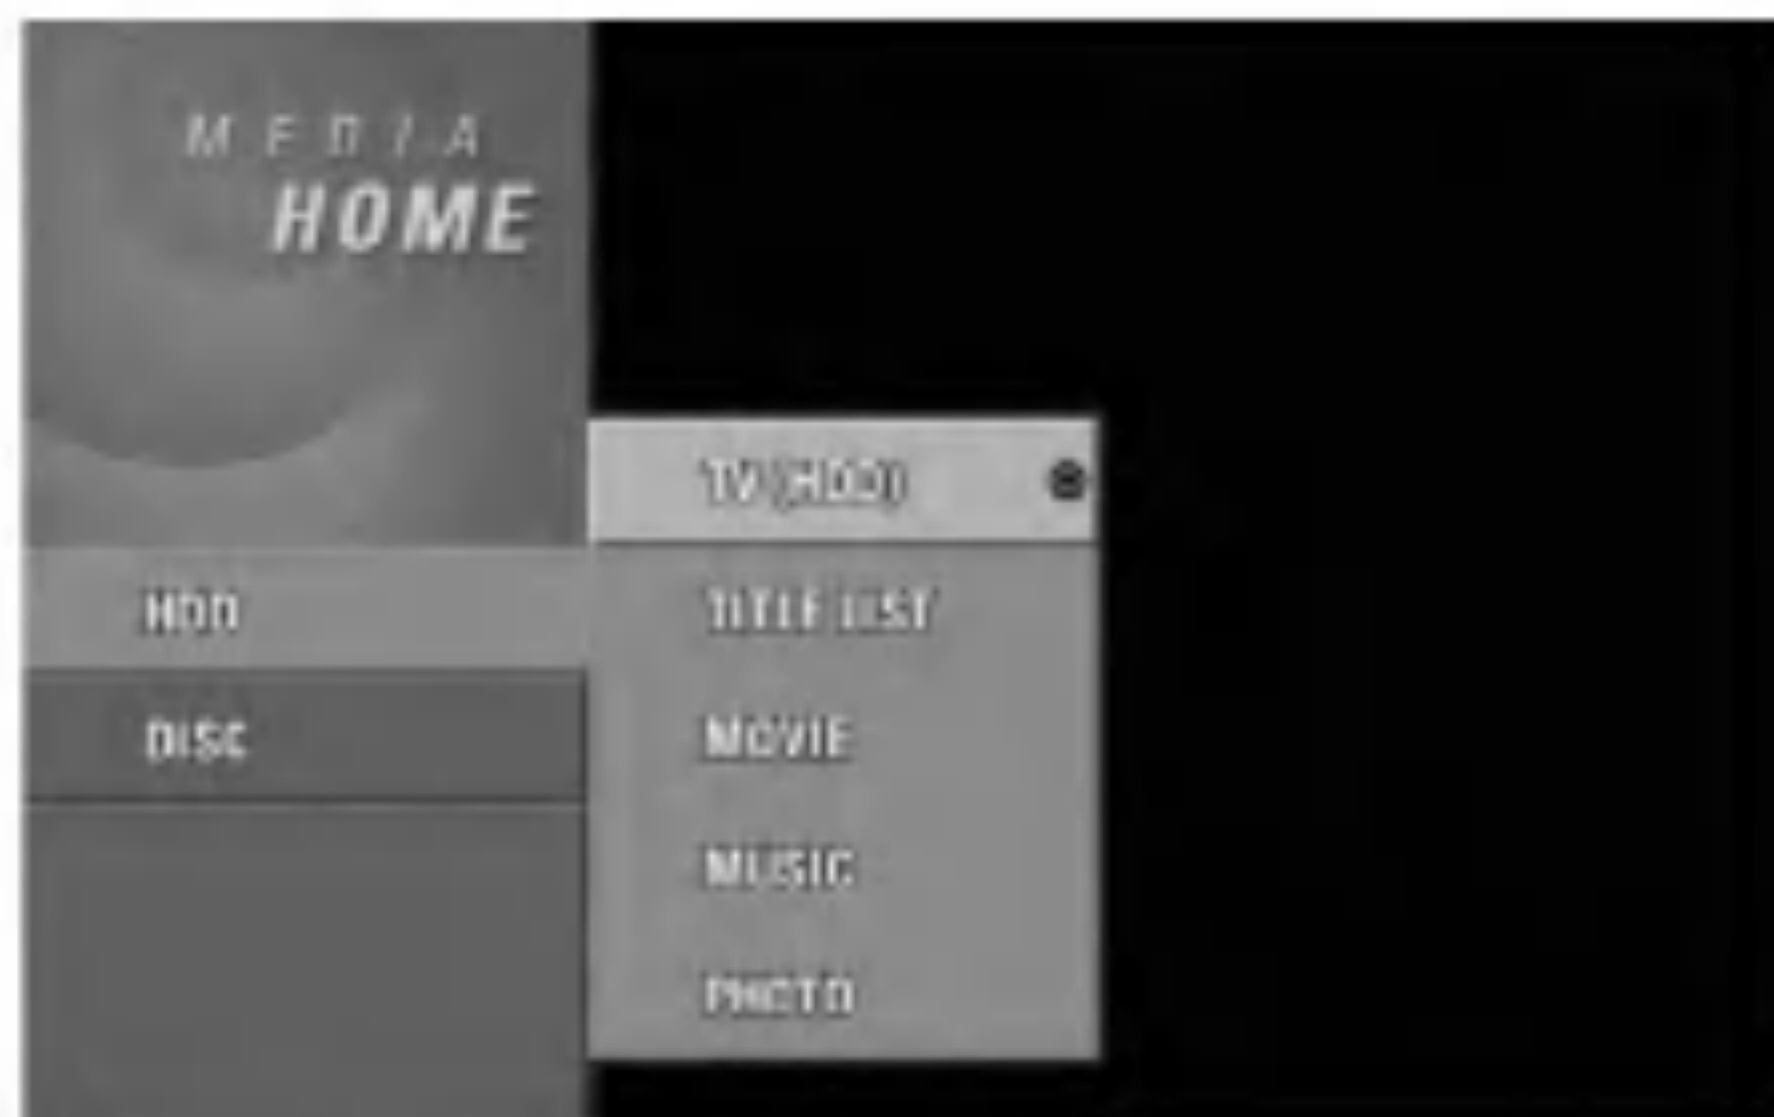 MEDIA
HOME
HDD
DISC
TV (HDD)
TITLE LIST
MOVIE
MUSIC
PHOTO